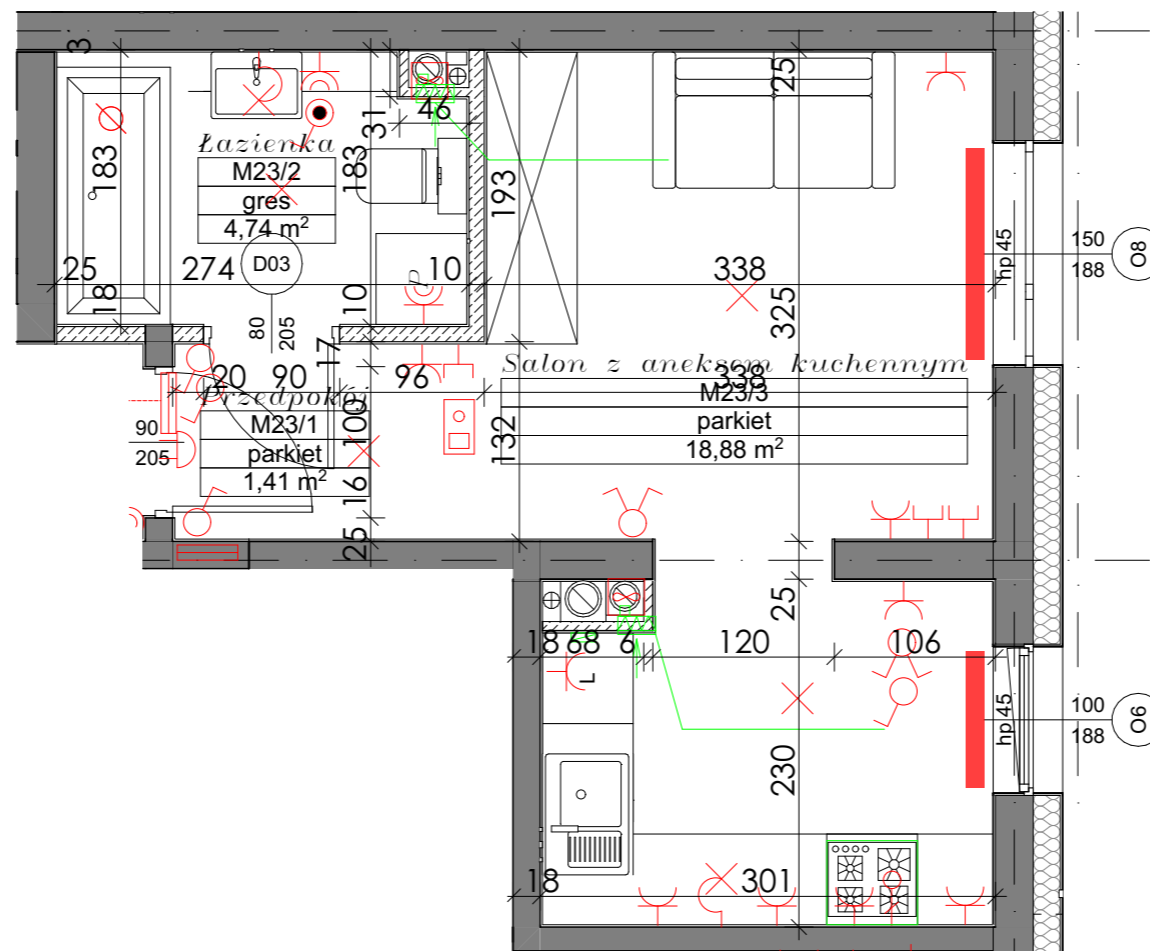 3
25
31
46
Łazienka
M23/2
gres
4,74 m²
183
183
193
D03
25
274
10
338
hp 45
150
188
O8
18
10
80
205
17
325
P
Salon z aneksem kuchennym
M23/3
parkiet
18,88 m²
338
20
90
96
Przedpokój
M23/1
parkiet
1,41 m²
90
205
100
132
16
25
25
18
68
6
120
106
L
hp 45
100
188
O6
230
18
301